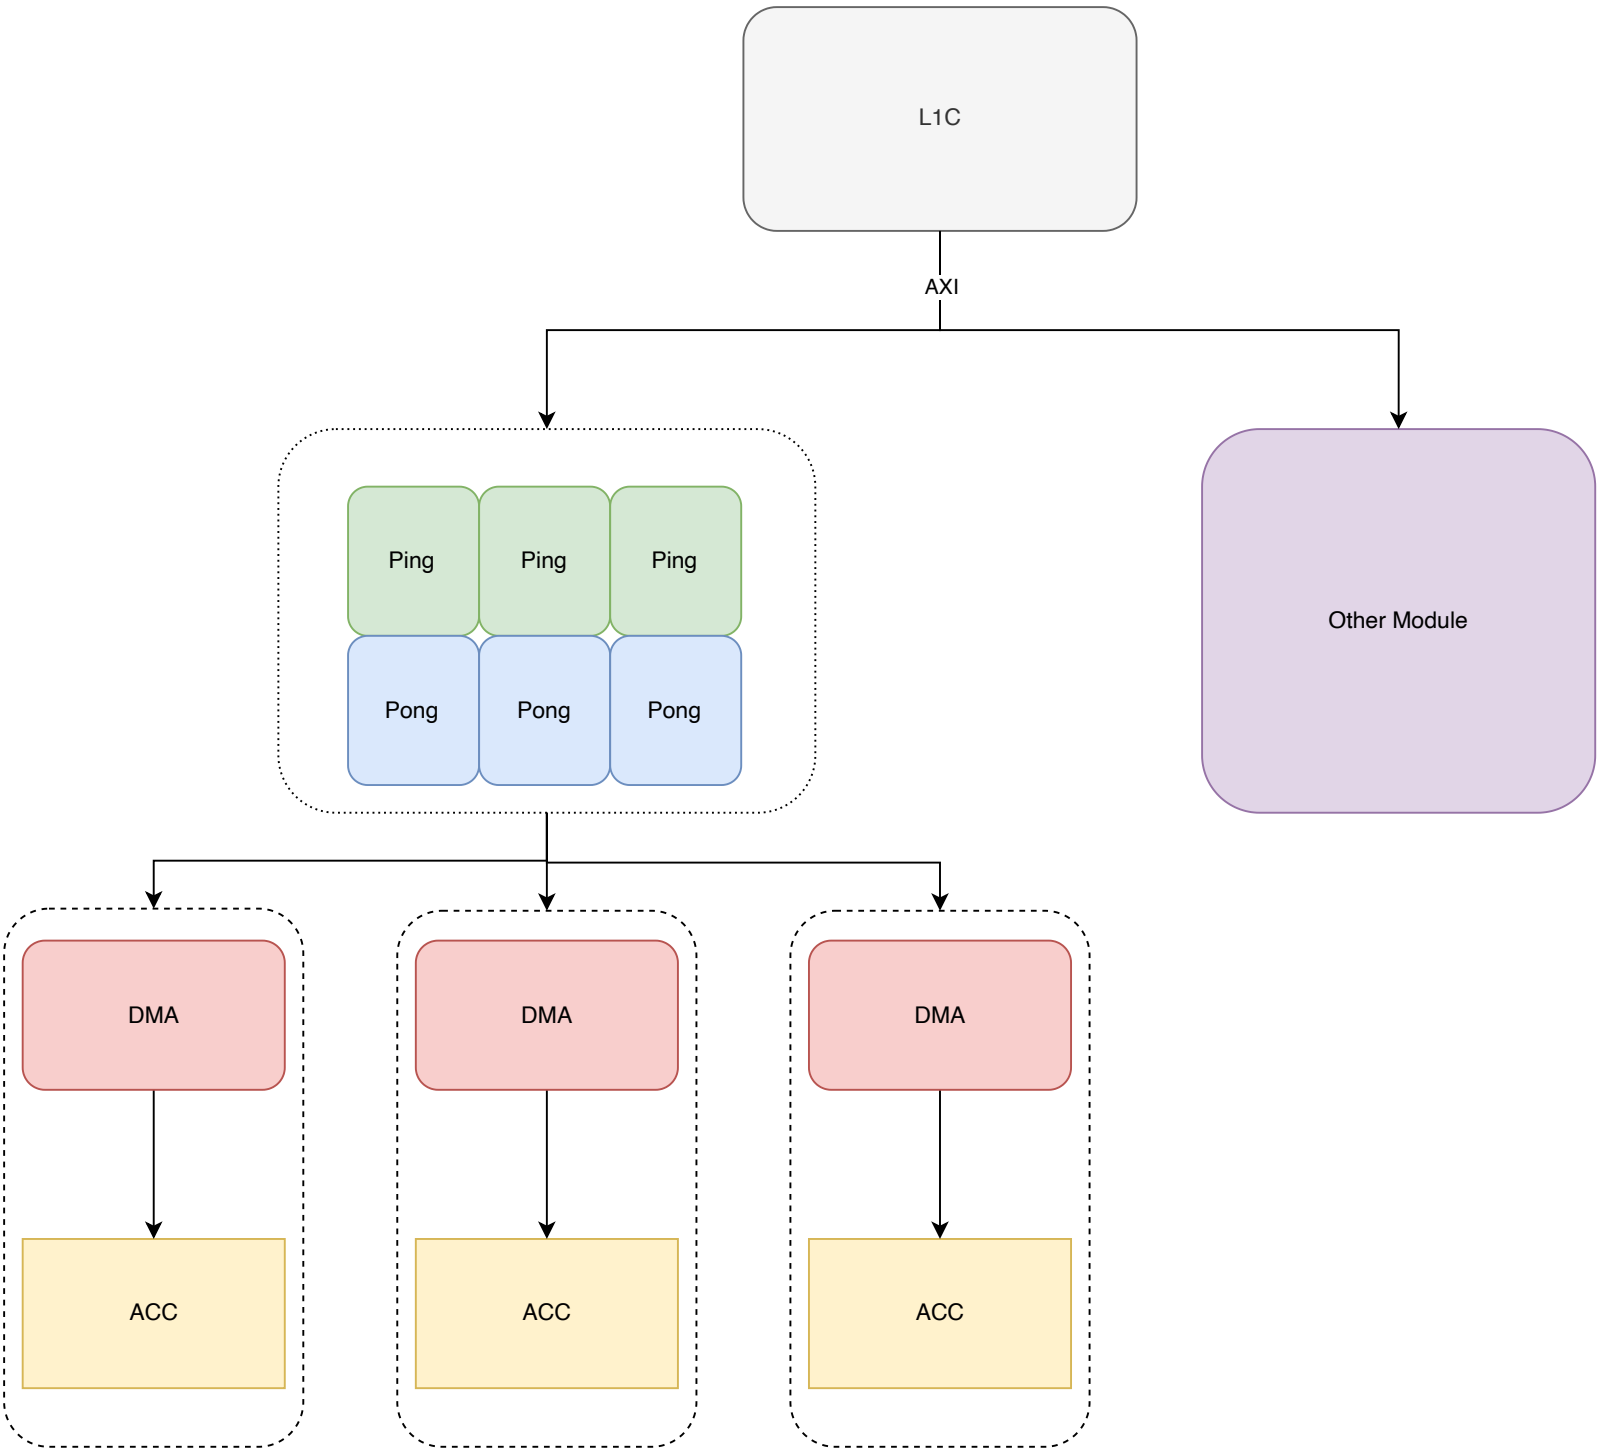 L1C
AXI
Ping
Ping
Ping
Pong
Pong
Pong
Other Module
DMA
DMA
DMA
ACC
ACC
ACC